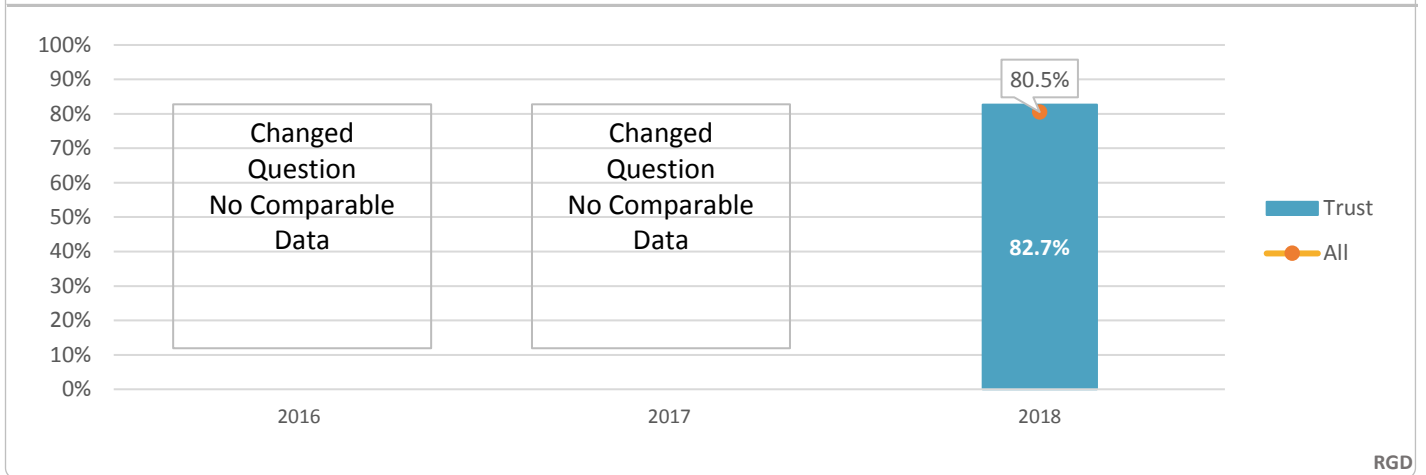 100%
90%
80%
70%
60%
50%
40%
30%
20%
10%
0%
Changed
Question
No Comparable
Data
Changed
Question
No Comparable
Data
80.5%
82.7%
2016
2017
2018
Trust
All
RGD